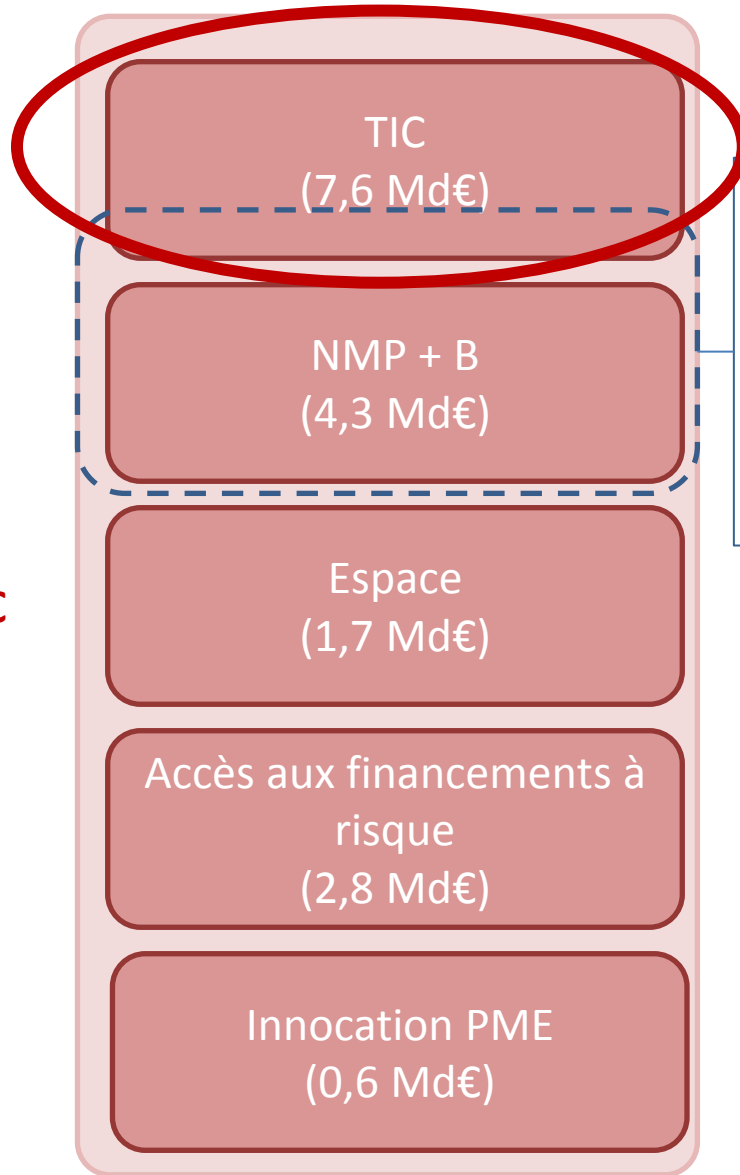 TIC
(7,6 Md€)
NMP + B
(4,3 Md€)
Espace
(1,7 Md€)
Accès aux financements à
risque
(2,8 Md€)
Innocation PME
(0,6 Md€)